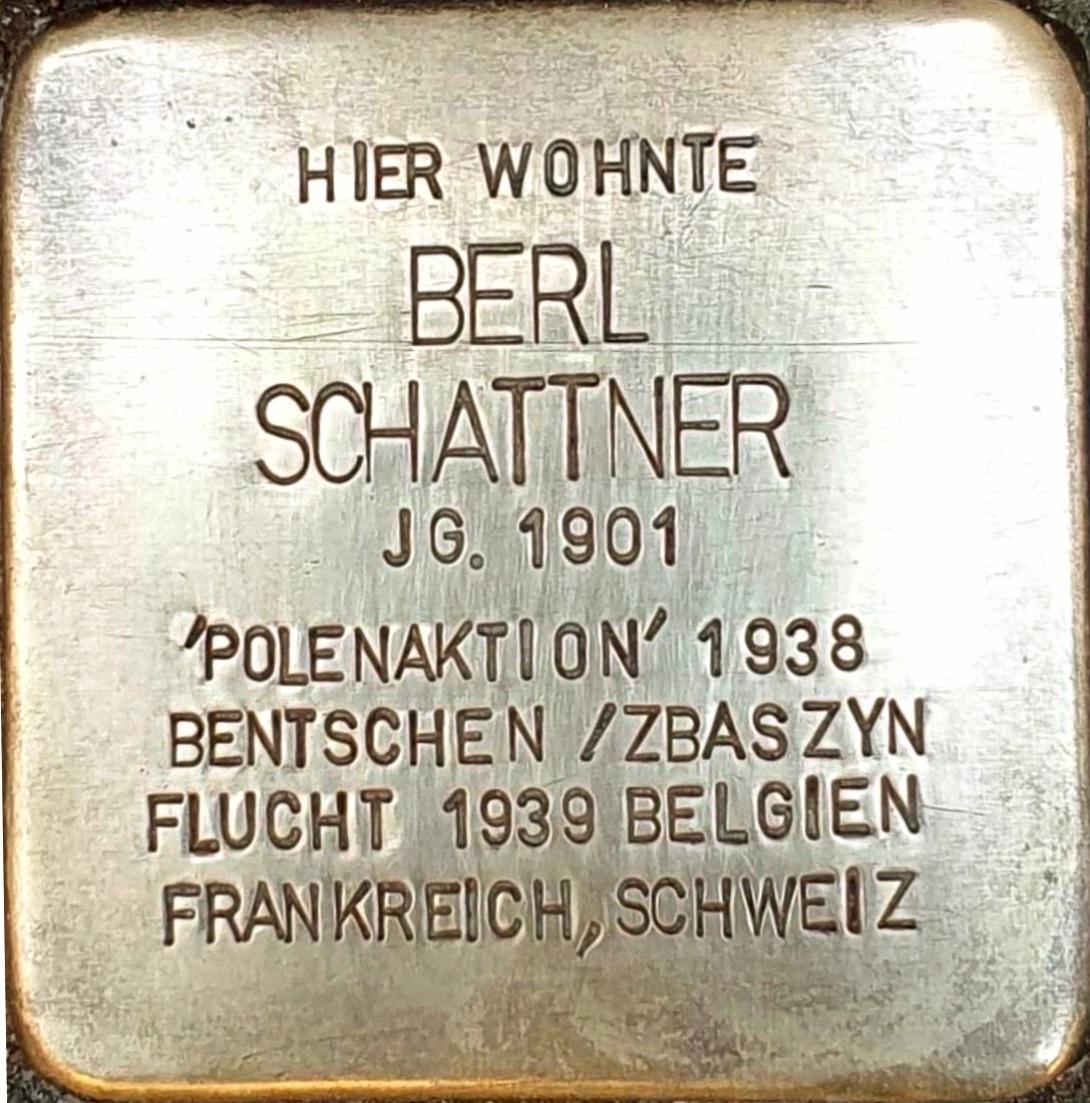 HIER WOHNTE
BERL
SCHATTNER
JG. 1901
'POLENAKTION' 1938
BENTSCHEN / ZBASZYN
FLUCHT 1939 BELGIEN
FRANKREICH, SCHWEIZ